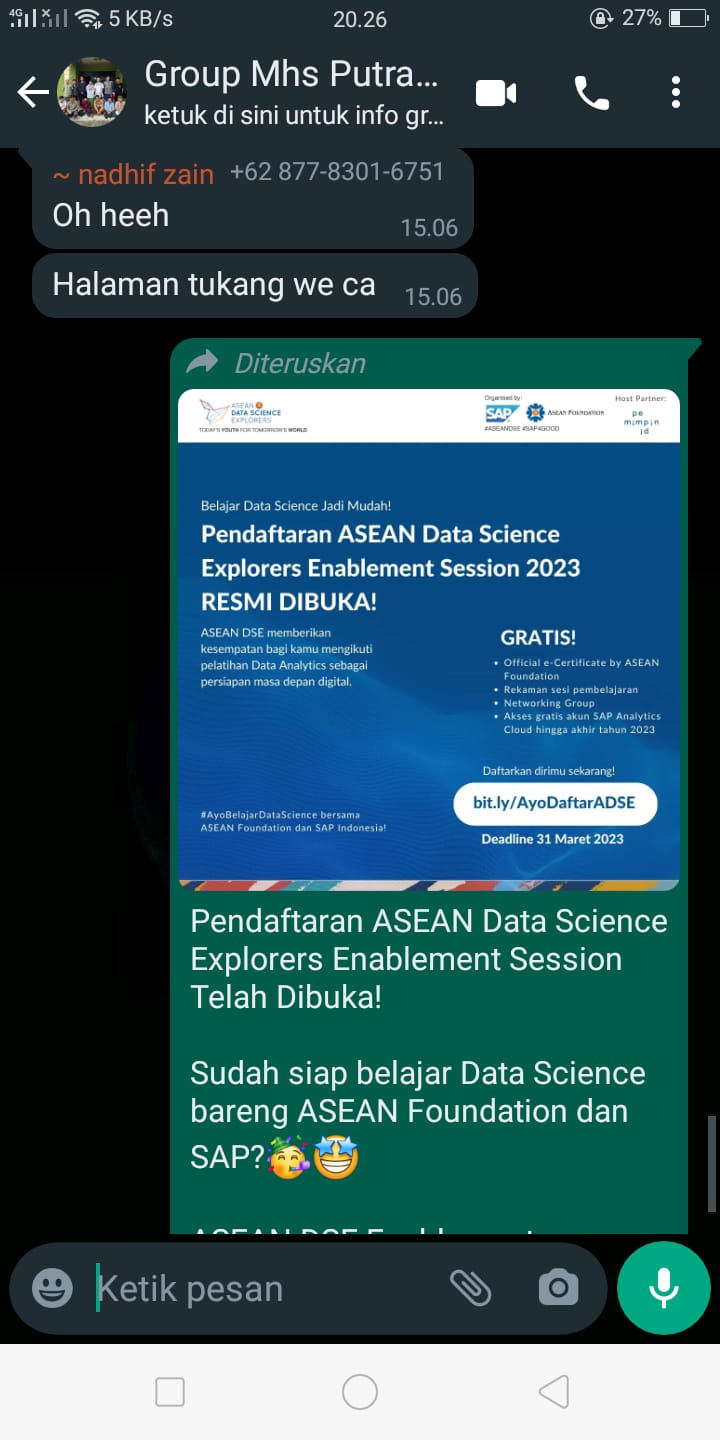 4G 5 KB/s 20.26 27%
Group Mhs Putra...
ketuk di sini untuk info gr...
~ nadhif zain +62 877-8301-6751
Oh heeh
15.06
Halaman tukang we ca 15.06
Diteruskan
ASEAN
DATA SCIENCE
EXPLORERS
TODAY'S YOUTH FOR TOMORROW'S WORLD
Organised by:
SAP ASEAN FOUNDATION
#ASEANDSE #SAP4GOOD
Host Partner:
pe
mimpin
id
Belajar Data Science Jadi Mudah!
Pendaftaran ASEAN Data Science
Explorers Enablement Session 2023
RESMI DIBUKA!
ASEAN DSE memberikan
kesempatan bagi kamu mengikuti
pelatihan Data Analytics sebagai
persiapan masa depan digital.
GRATIS!
• Official e-Certificate by ASEAN
Foundation
• Rekaman sesi pembelajaran
• Networking Group
• Akses gratis akun SAP Analytics
Cloud hingga akhir tahun 2023
Daftarkan dirimu sekarang!
bit.ly/AyoDaftarADSE
Deadline 31 Maret 2023
#AyoBelajarDataScience bersama
ASEAN Foundation dan SAP Indonesia!
Pendaftaran ASEAN Data Science
Explorers Enablement Session
Telah Dibuka!
Sudah siap belajar Data Science
bareng ASEAN Foundation dan
SAP?🥳🤩
Ketik pesan